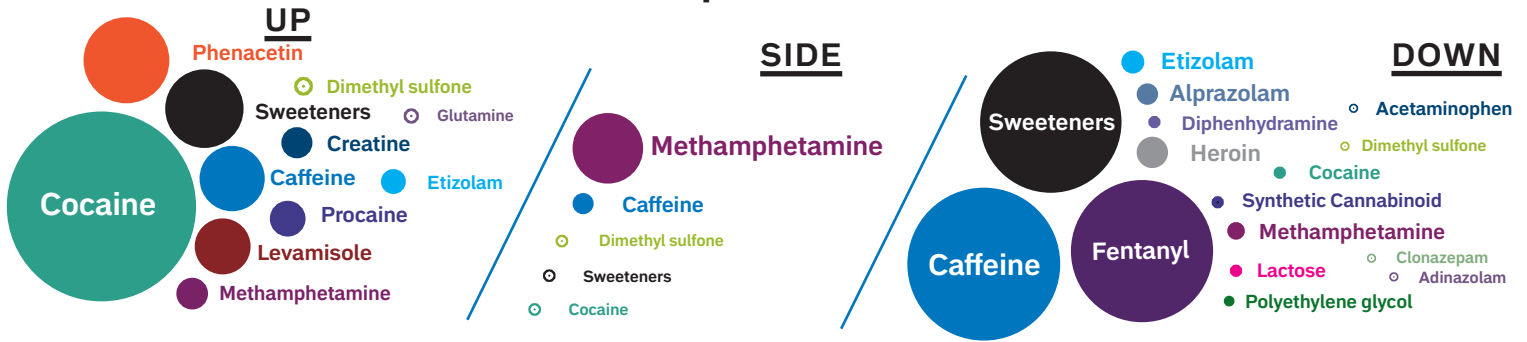 UP
Phenacetin
Dimethyl sulfone
Sweeteners
Glutamine
Creatine
Caffeine
Etizolam
Cocaine
Procaine
Levamisole
Methamphetamine
SIDE
Methamphetamine
Caffeine
Dimethyl sulfone
Sweeteners
Cocaine
DOWN
Etizolam
Alprazolam
Acetaminophen
Sweeteners
Diphenhydramine
Dimethyl sulfone
Heroin
Cocaine
Synthetic Cannabinoid
Methamphetamine
Fentanyl
Clonazepam
Caffeine
Lactose
Adinazolam
Polyethylene glycol